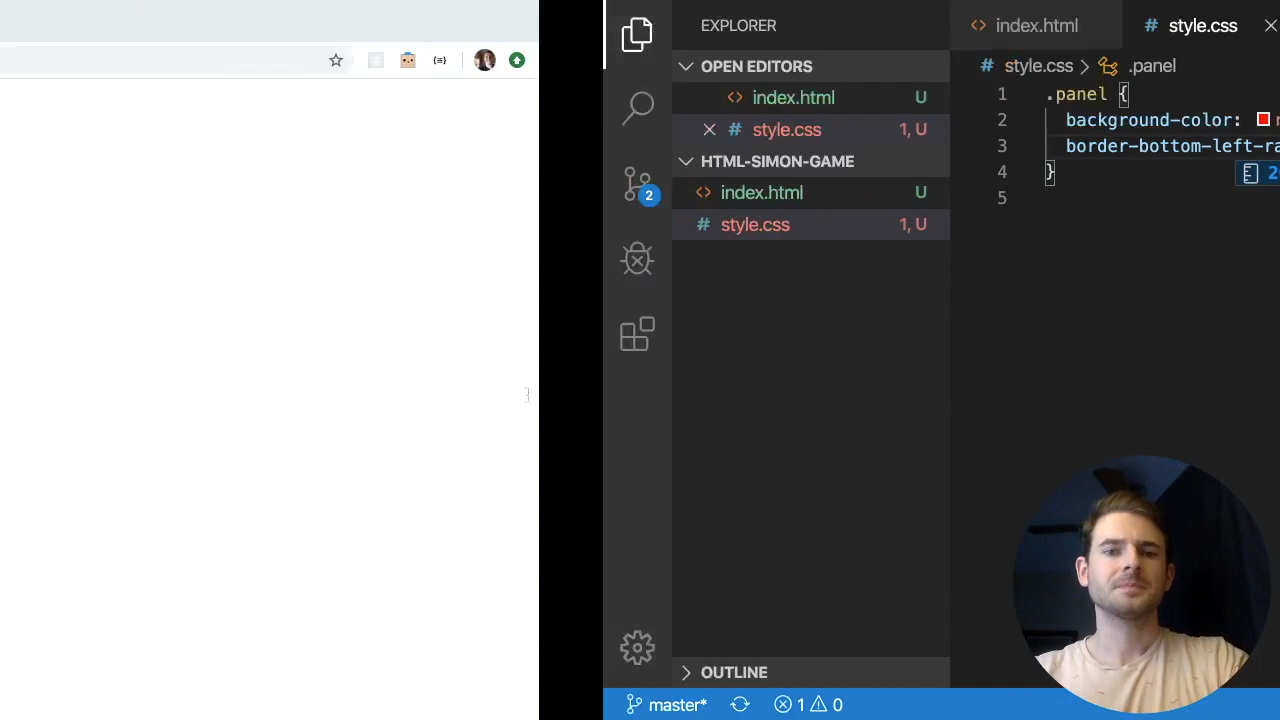 EXPLORER
index.html
style.css
OPEN EDITORS
index.html U
style.css 1, U
HTML-SIMON-GAME
index.html U
style.css 1, U
2
OUTLINE
master* 1 0
style.css > .panel
1 .panel {
2 background-color:
3 border-bottom-left-ra
4 }
5